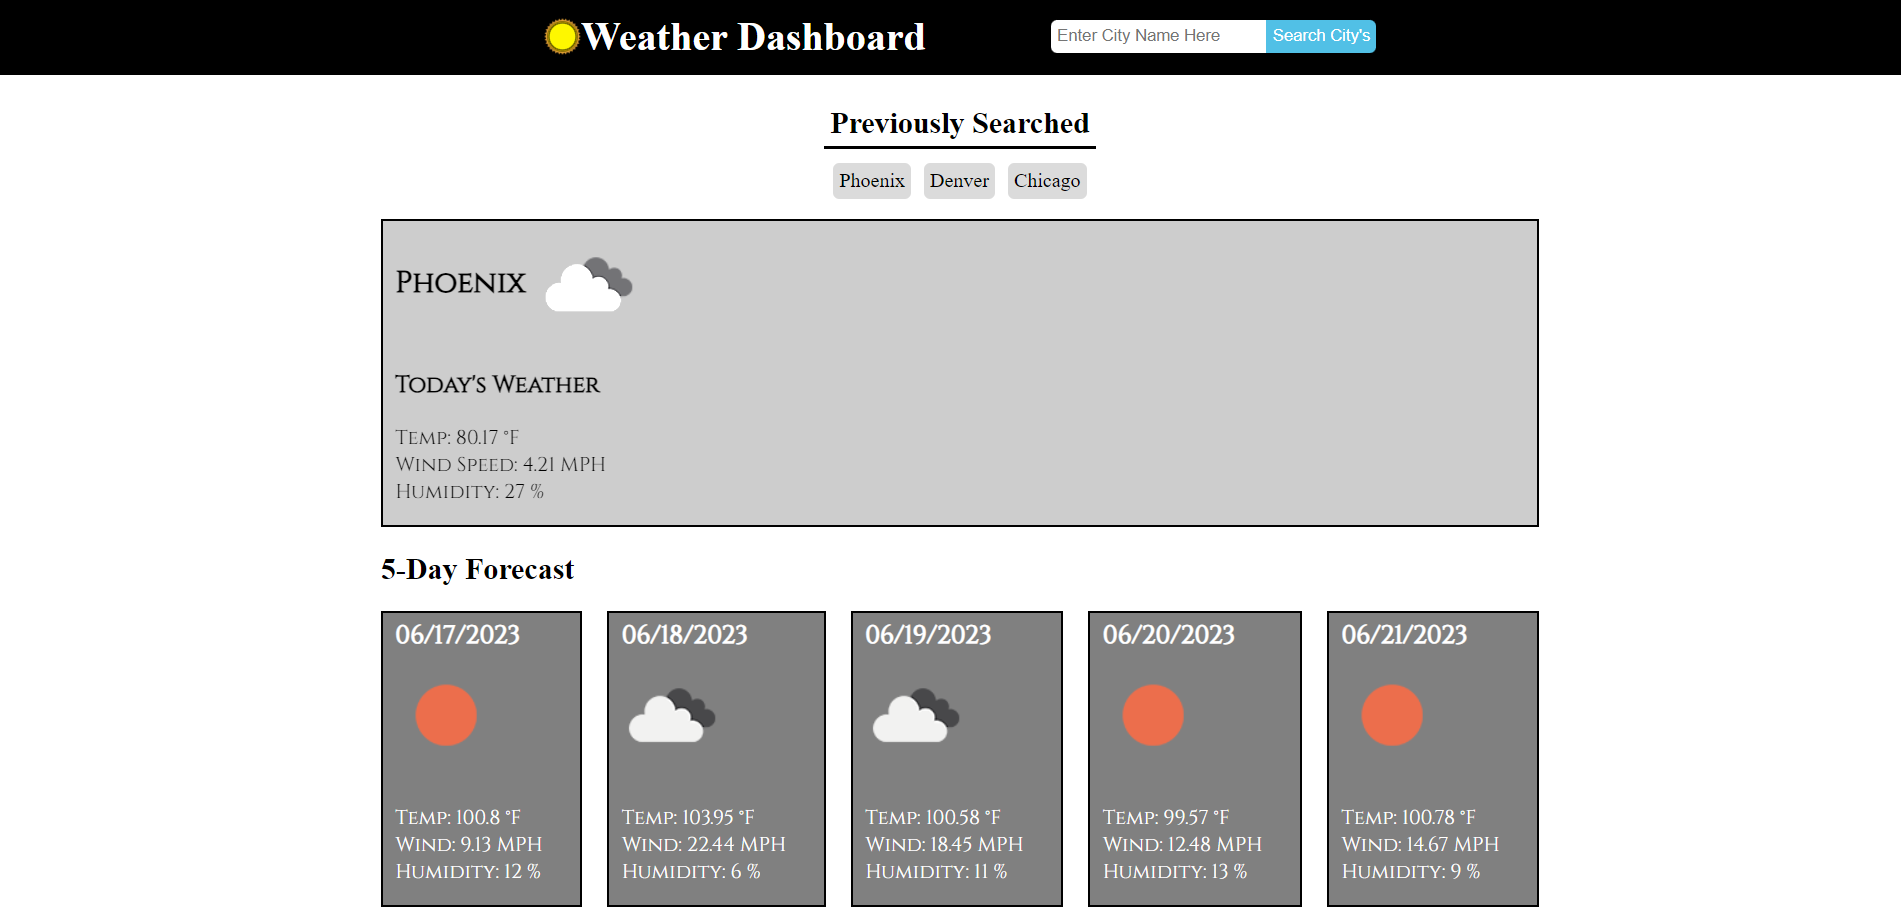 Weather Dashboard
Enter City Name Here
Search City's
Previously Searched
Phoenix Denver Chicago
Phoenix
Today's Weather
Temp: 80.17 °F
Wind Speed: 4.21 MPH
Humidity: 27 %
5-Day Forecast
06/17/2023
Temp: 100.8 °F
Wind: 9.13 MPH
Humidity: 12 %
06/18/2023
Temp: 103.95 °F
Wind: 22.44 MPH
Humidity: 6 %
06/19/2023
Temp: 100.58 °F
Wind: 18.45 MPH
Humidity: 11 %
06/20/2023
Temp: 99.57 °F
Wind: 12.48 MPH
Humidity: 13 %
06/21/2023
Temp: 100.78 °F
Wind: 14.67 MPH
Humidity: 9 %